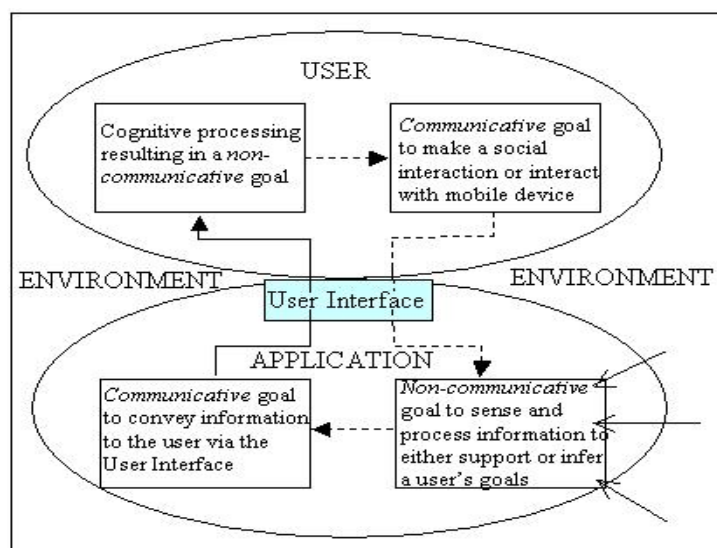 USER
Cognitive processing
resulting in a non-
communicative goal
Communicative goal
to make a social
interaction or interact
with mobile device
ENVIRONMENT
ENVIRONMENT
User Interface
APPLICATION
Communicative goal
to convey information
to the user via the
User Interface
Non-communicative
goal to sense and
process information to
either support or infer
a user's goals